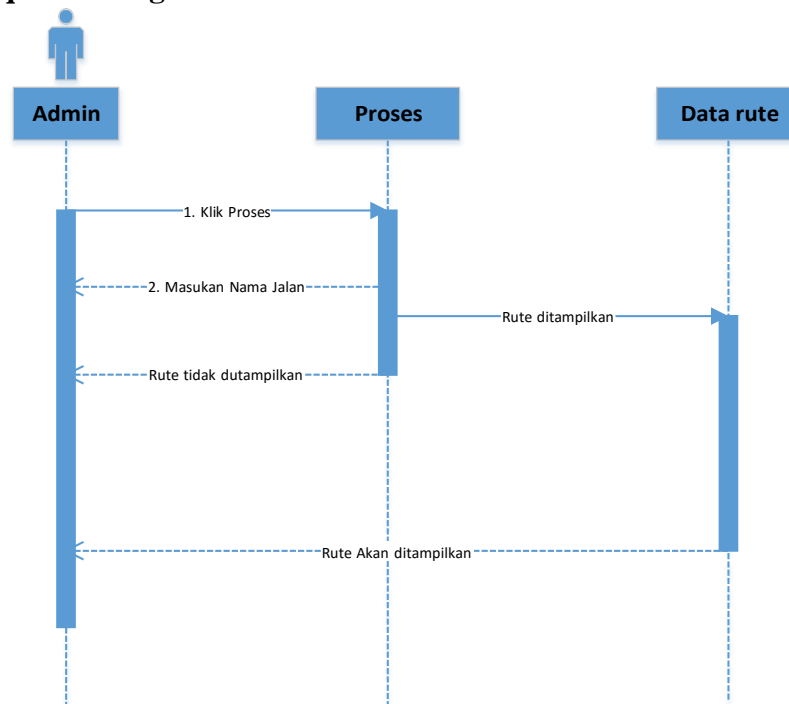 Admin
Proses
Data rute
1. Klik Proses
2. Masukan Nama Jalan
Rute ditampilkan
Rute tidak dutampilkan
Rute Akan ditampilkan